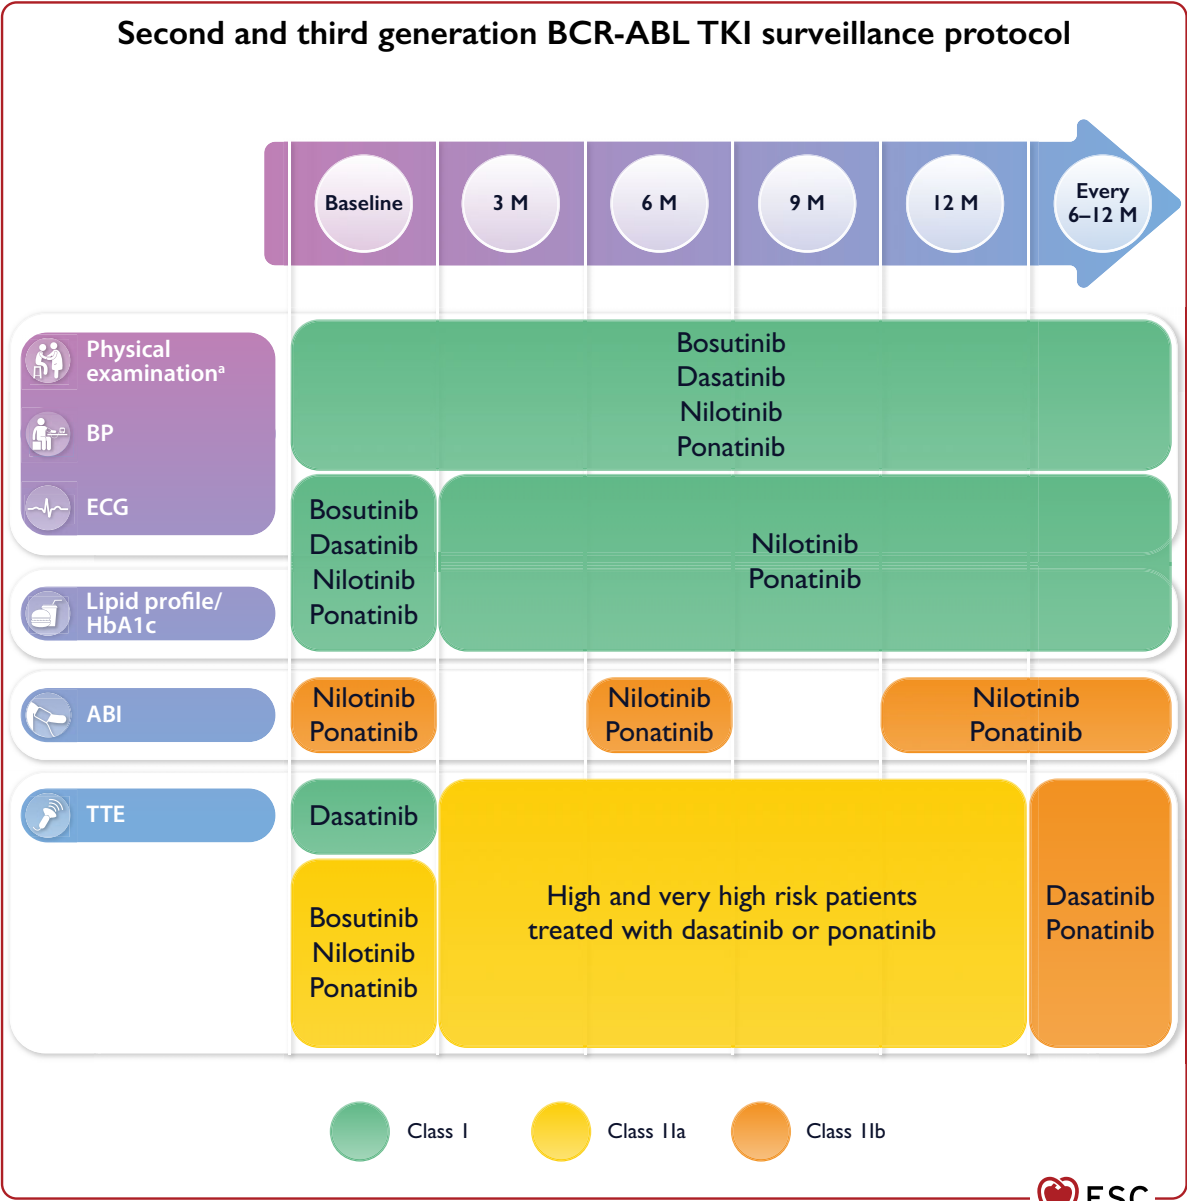 Second and third generation BCR-ABL TKI surveillance protocol
Baseline
3 M
6 M
9 M
12 M
Every
6–12 M
Physical
examinationᵃ
BP
ECG
Bosutinib
Dasatinib
Nilotinib
Ponatinib
Bosutinib
Dasatinib
Nilotinib
Ponatinib
Nilotinib
Ponatinib
Lipid profile/
HbA1c
ABI
Nilotinib
Ponatinib
Nilotinib
Ponatinib
Nilotinib
Ponatinib
TTE
Dasatinib
Bosutinib
Nilotinib
Ponatinib
High and very high risk patients
treated with dasatinib or ponatinib
Dasatinib
Ponatinib
Class I
Class IIa
Class IIb
ESC